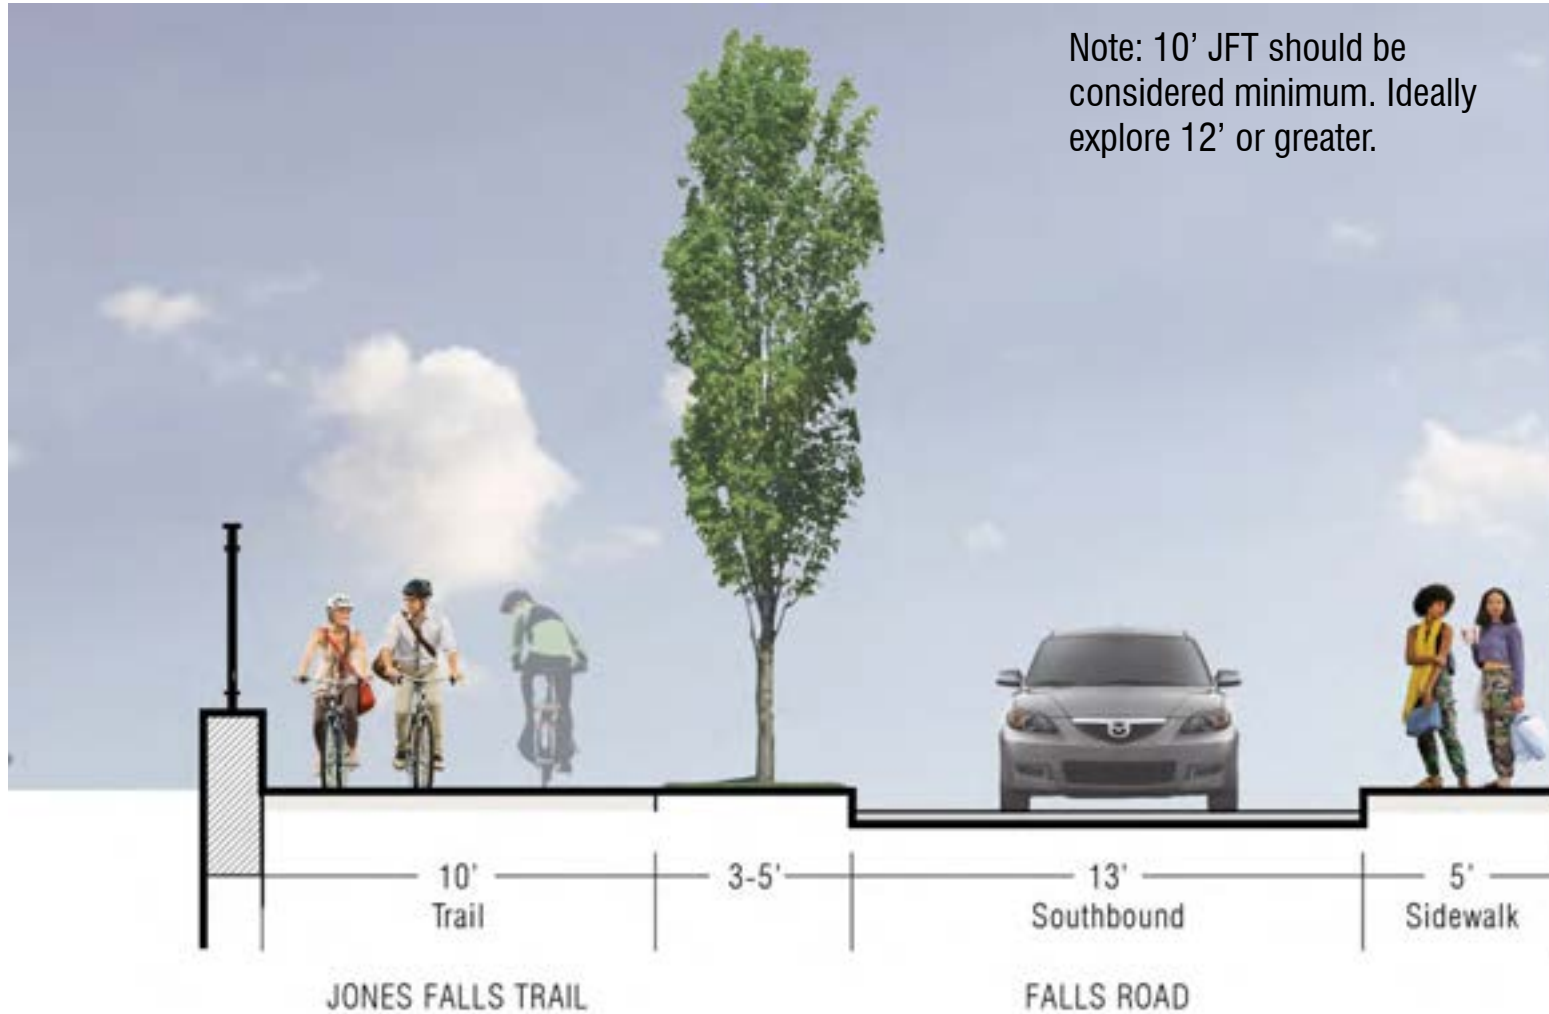 Note: 10’ JFT should be
considered minimum. Ideally
explore 12’ or greater.
10’
Trail
3-5’
13’
Southbound
5’
Sidewalk
JONES FALLS TRAIL
FALLS ROAD